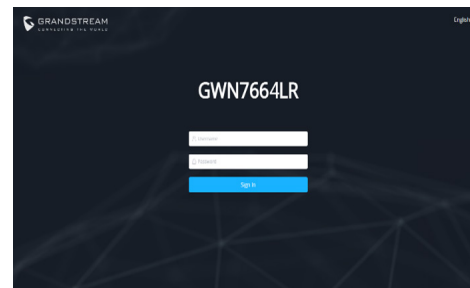 GRANDSTREAM
CONNECTING THE WORLD
English
GWN7664LR
Username
Password
Sign In